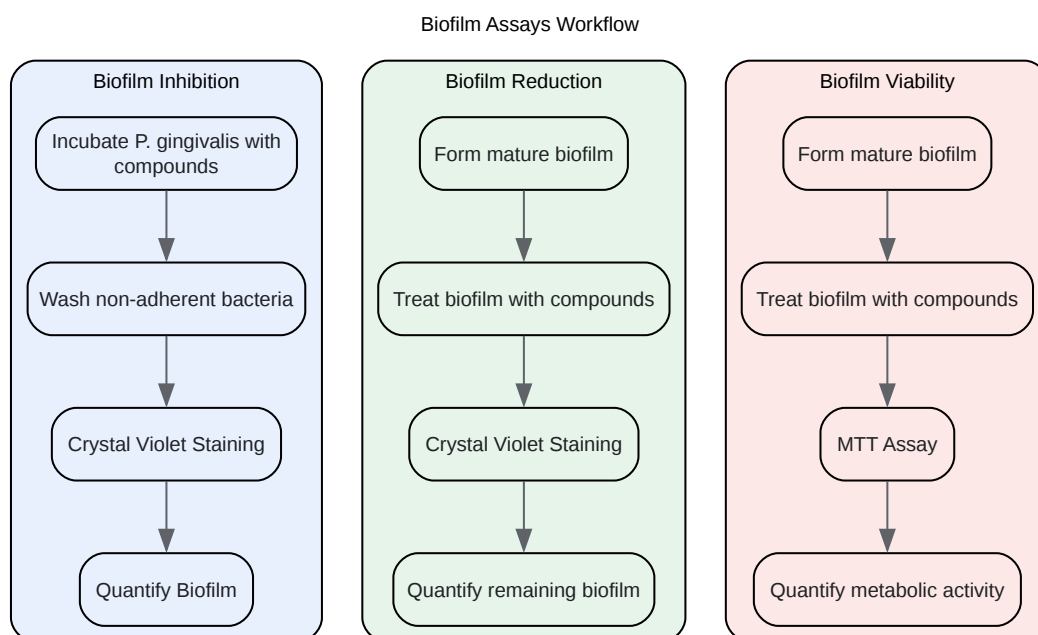 Biofilm Assays Workflow
Biofilm Inhibition
Incubate P. gingivalis with
compounds
Wash non-adherent bacteria
Crystal Violet Staining
Quantify Biofilm
Biofilm Reduction
Form mature biofilm
Treat biofilm with compounds
Crystal Violet Staining
Quantify remaining biofilm
Biofilm Viability
Form mature biofilm
Treat biofilm with compounds
MTT Assay
Quantify metabolic activity